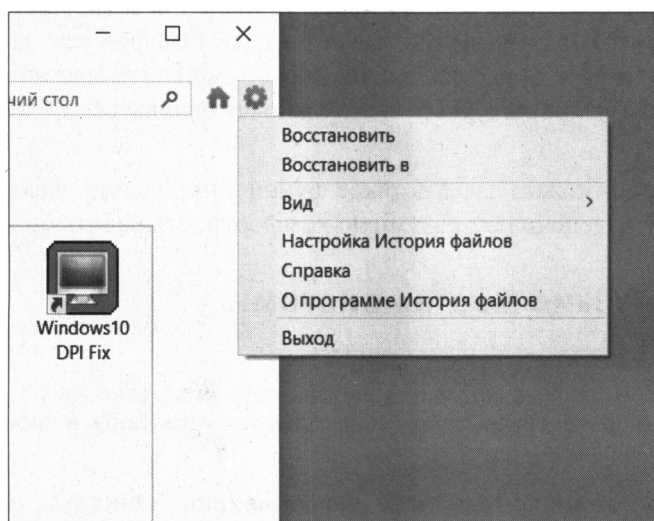 чий стол
Восстановить
Восстановить в
Вид
Настройка История файлов
Справка
О программе История файлов
Выход
Windows10
DPI Fix